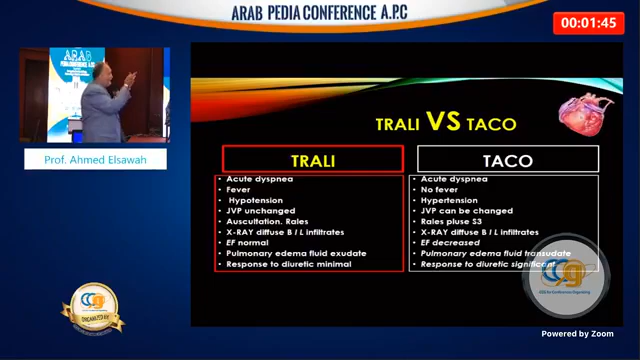 ARAB PEDIA CONFERENCE A.P.C
00:01:45
Prof. Ahmed Elsawah
TRALI VS TACO
TRALI
• Acute dyspnea
• Fever
• Hypotension
• JVP unchanged
• Auscultation. Rales
• X-RAY diffuse B / L infiltrates
• EF normal
• Pulmonary edema fluid exudate
• Response to diuretic minimal
TACO
• Acute dyspnea
• No fever
• Hypertension
• JVP can be changed
• Rales pluse S3
• X-RAY diffuse B / L infiltrates
• EF decreased
• Pulmonary edema fluid transudate
• Response to diuretic significant
ORGANIZED BY
Powered by Zoom